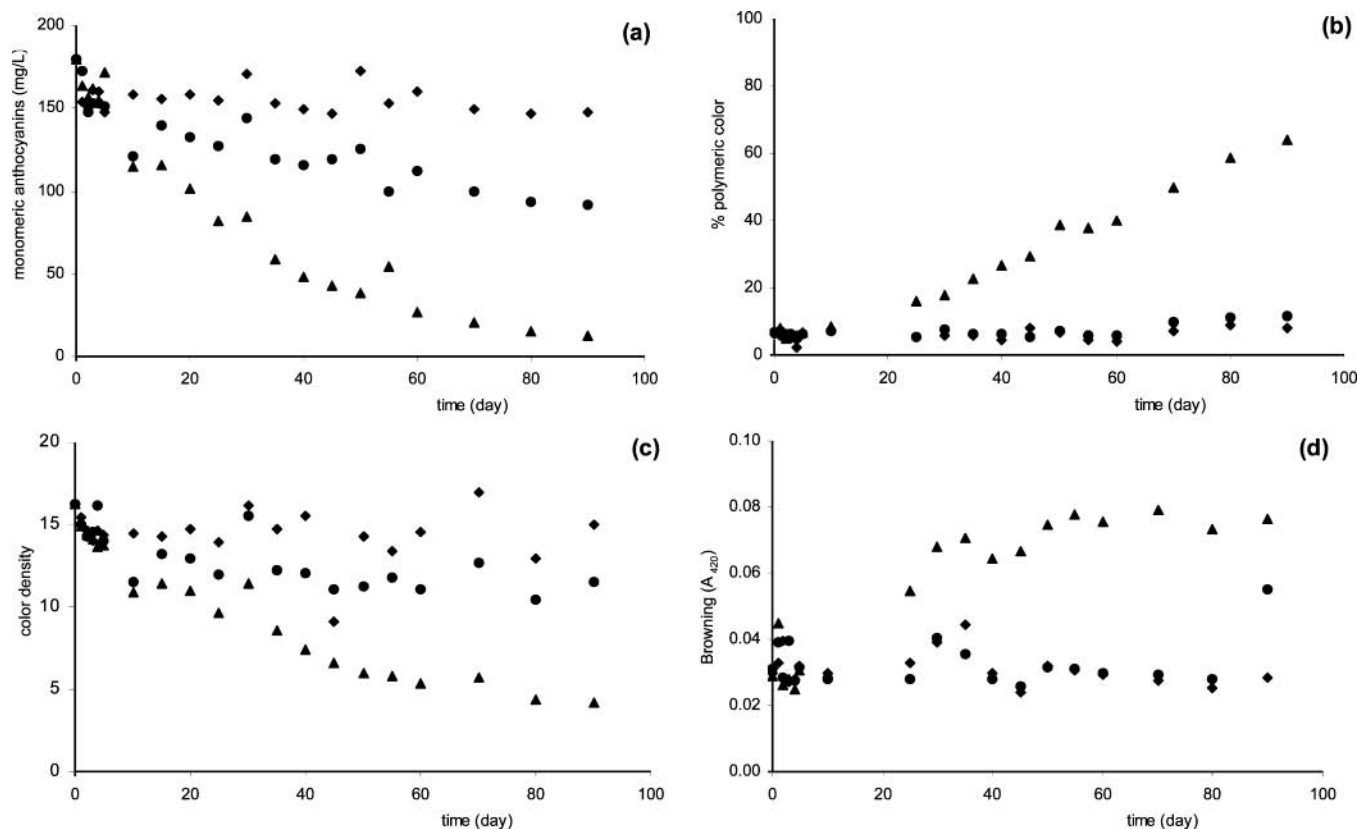 (a)
monomeric anthocyanins (mg/L)
200
150
100
50
0
0 20 40 60 80 100
time (day)
(b)
% polymeric color
100
80
60
40
20
0
0 20 40 60 80 100
time (day)
(c)
color density
20
15
10
5
0
0 20 40 60 80 100
time (day)
(d)
Browning (A420)
0.10
0.08
0.06
0.04
0.02
0.00
0 20 40 60 80 100
time (day)